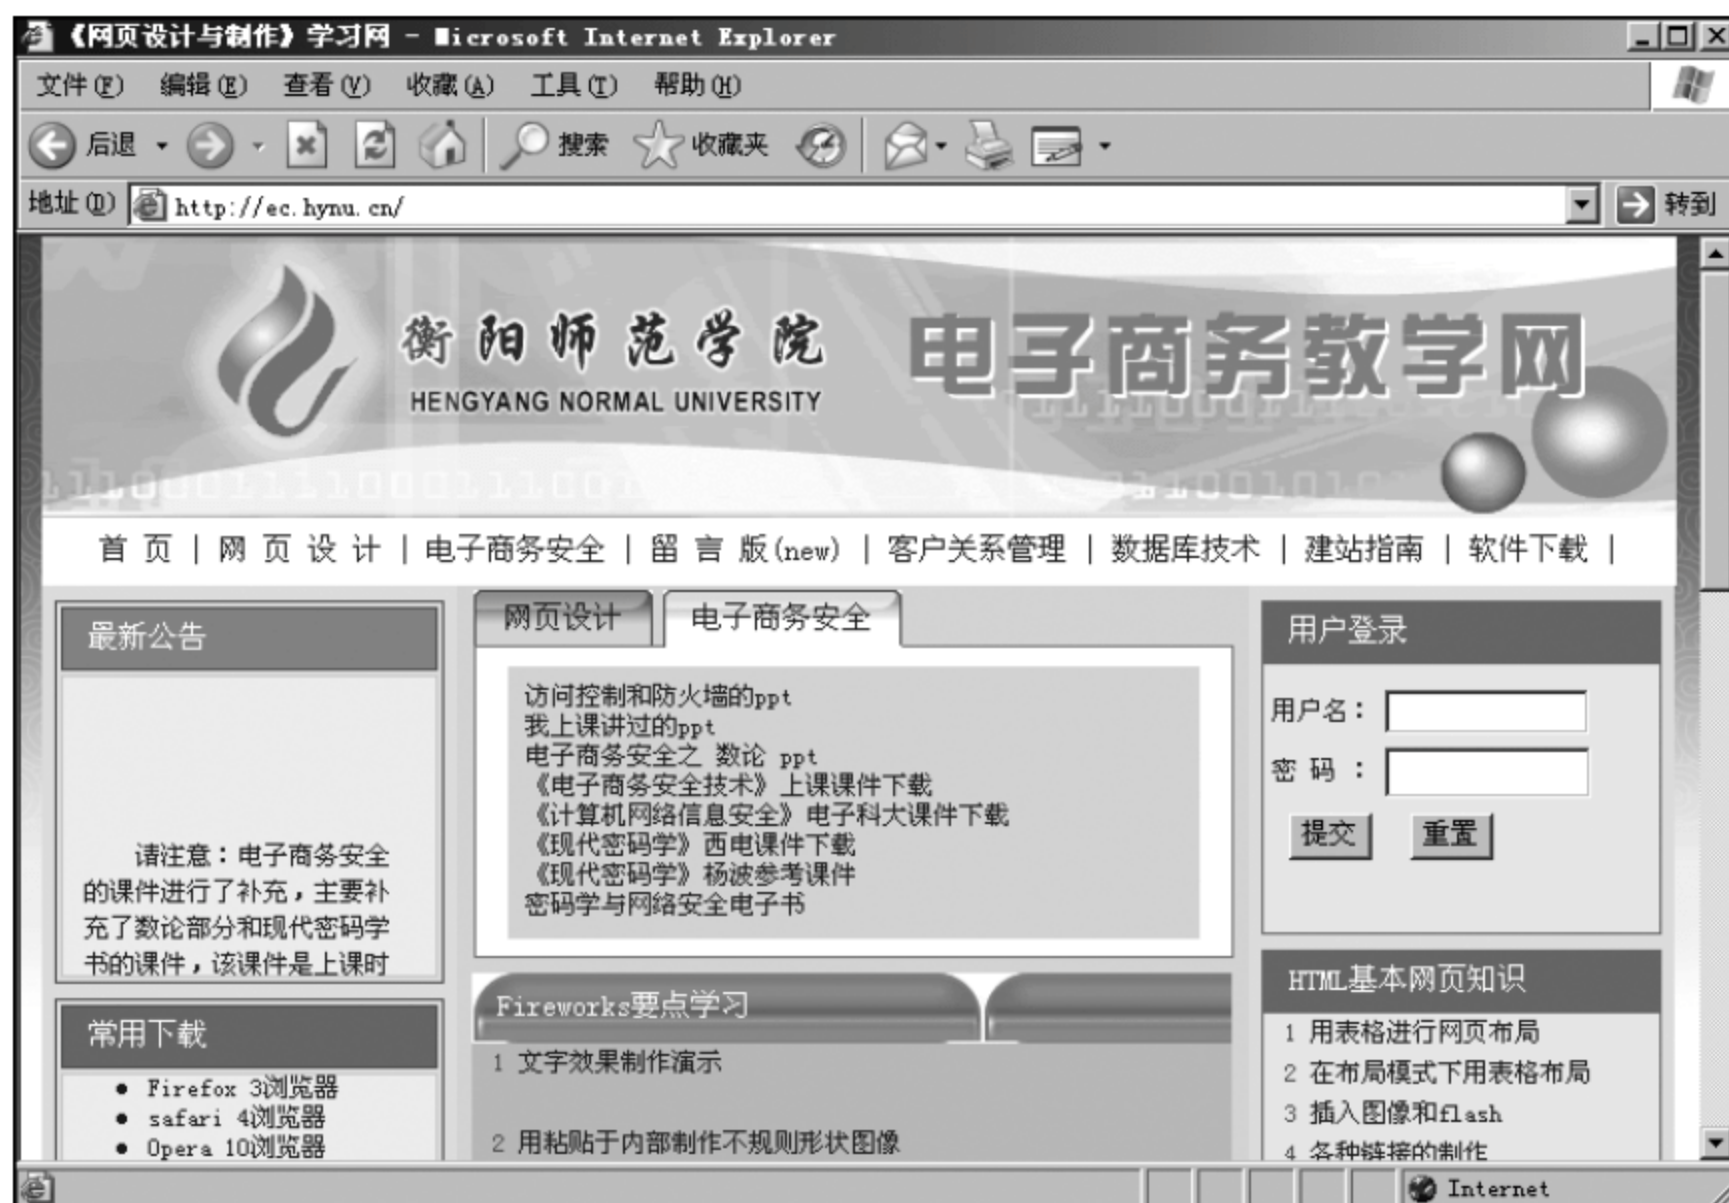 《网页设计与制作》学习网 - Microsoft Internet Explorer
文件(F) 编辑(E) 查看(V) 收藏(A) 工具(T) 帮助(H)
后退 搜索 收藏夹
地址(D) http://ec.hynu.cn/ 转到
衡阳师范学院 电子商务教学网
HENGYANG NORMAL UNIVERSITY
首 页 | 网 页 设 计 | 电子商务安全 | 留 言 版(new) | 客户关系管理 | 数据库技术 | 建站指南 | 软件下载 |
最新公告
请注意：电子商务安全
的课件进行了补充，主要补
充了数论部分和现代密码学
书的课件，该课件是上课时
常用下载
• Firefox 3浏览器
• safari 4浏览器
• Opera 10浏览器
网页设计 电子商务安全
访问控制和防火墙的ppt
我上课讲过的ppt
电子商务安全之 数论 ppt
《电子商务安全技术》上课课件下载
《计算机网络信息安全》电子科大课件下载
《现代密码学》西电课件下载
《现代密码学》杨波参考课件
密码学与网络安全电子书
Fireworks要点学习
1 文字效果制作演示
2 用粘贴于内部制作不规则形状图像
用户登录
用户名：
密 码 ：
提交 重置
HTML基本网页知识
1 用表格进行网页布局
2 在布局模式下用表格布局
3 插入图像和flash
4 各种链接的制作
Internet